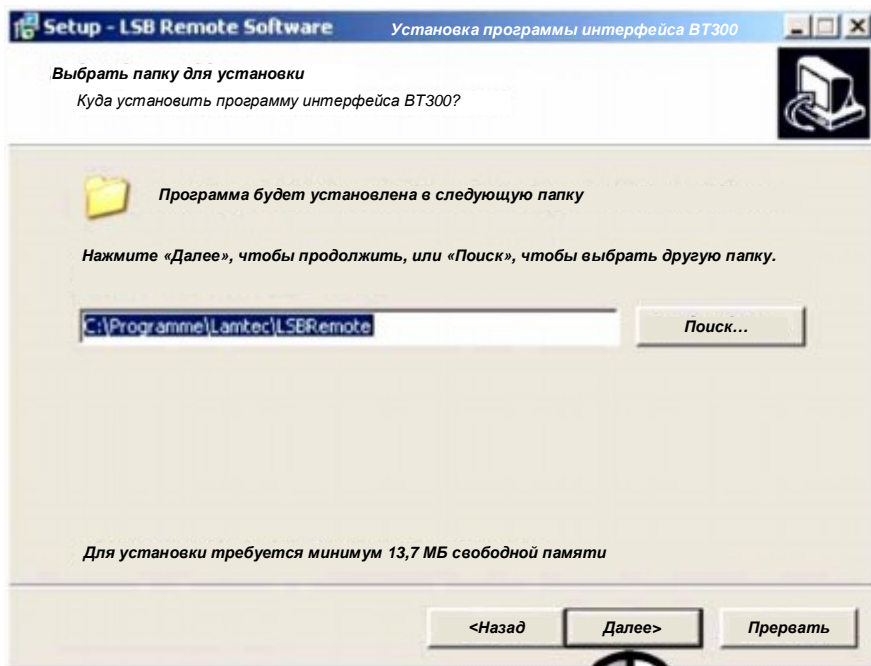 Setup - LSB Remote Software Установка программы интерфейса BT300
Выбрать папку для установки
Куда установить программу интерфейса BT300?
Программа будет установлена в следующую папку
Нажмите «Далее», чтобы продолжить, или «Поиск», чтобы выбрать другую папку.
C:\Programme\Lamtec\LSBRemote
Поиск…
Для установки требуется минимум 13,7 МБ свободной памяти
<Назад
Далее>
Прервать